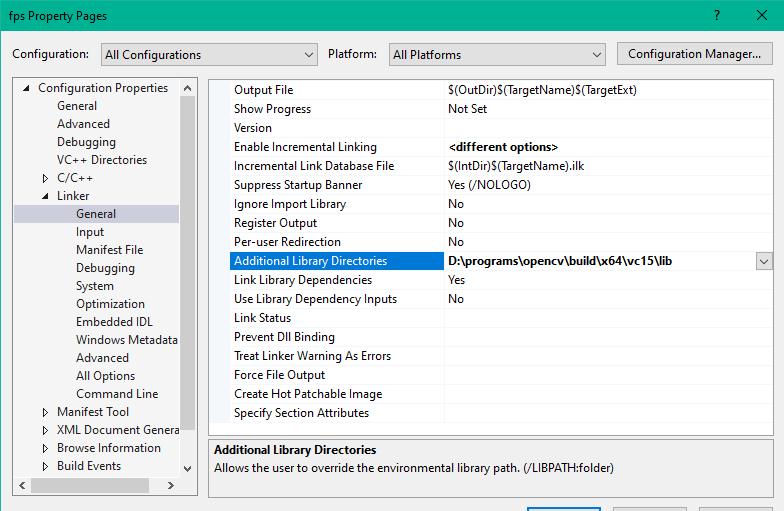 fps Property Pages
Configuration: All Configurations Platform: All Platforms Configuration Manager...
Configuration Properties
General
Advanced
Debugging
VC++ Directories
C/C++
Linker
General
Input
Manifest File
Debugging
System
Optimization
Embedded IDL
Windows Metadata
Advanced
All Options
Command Line
Manifest Tool
XML Document Genera
Browse Information
Build Events
Output File $(OutDir)$(TargetName)$(TargetExt)
Show Progress Not Set
Version
Enable Incremental Linking <different options>
Incremental Link Database File $(IntDir)$(TargetName).ilk
Suppress Startup Banner Yes (/NOLOGO)
Ignore Import Library No
Register Output No
Per-user Redirection No
Additional Library Directories D:\programs\opencv\build\x64\vc15\lib
Link Library Dependencies Yes
Use Library Dependency Inputs No
Link Status
Prevent Dll Binding
Treat Linker Warning As Errors
Force File Output
Create Hot Patchable Image
Specify Section Attributes
Additional Library Directories
Allows the user to override the environmental library path. (/LIBPATH:folder)